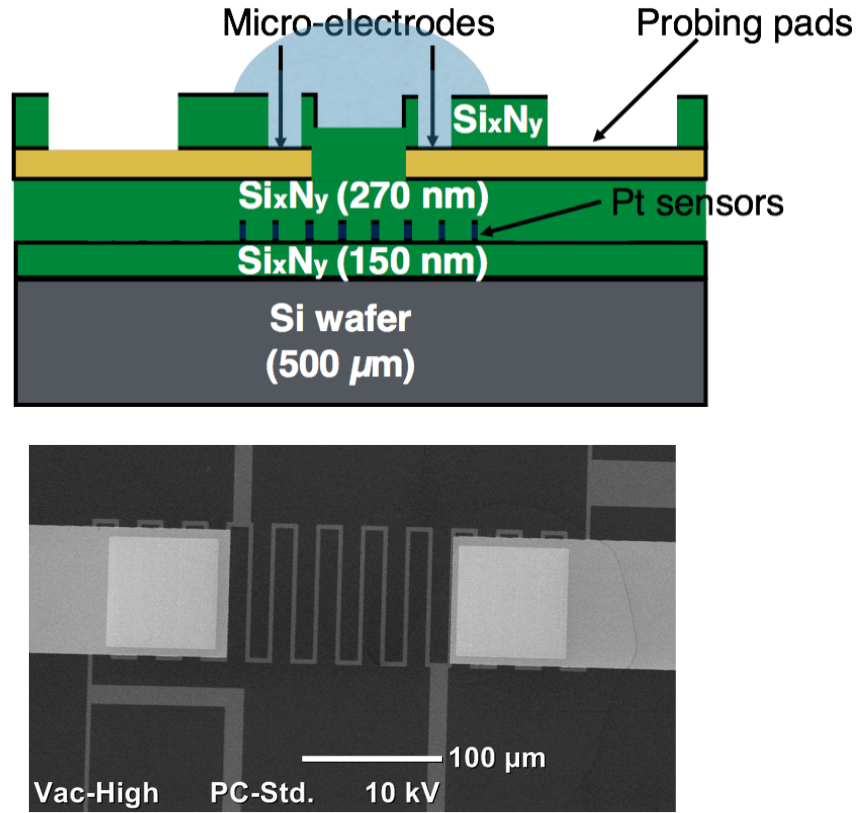 Micro-electrodes
Probing pads
SixNy
SixNy (270 nm)
Pt sensors
SixNy (150 nm)
Si wafer
(500 µm)
100 µm
Vac-High PC-Std. 10 kV